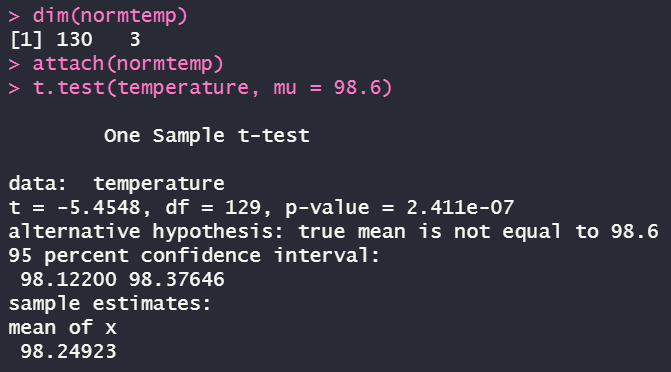 > dim(normtemp)
[1] 130   3
> attach(normtemp)
> t.test(temperature, mu = 98.6)
        One Sample t-test
data:  temperature
t = -5.4548, df = 129, p-value = 2.411e-07
alternative hypothesis: true mean is not equal to 98.6
95 percent confidence interval:
 98.12200 98.37646
sample estimates:
mean of x
 98.24923